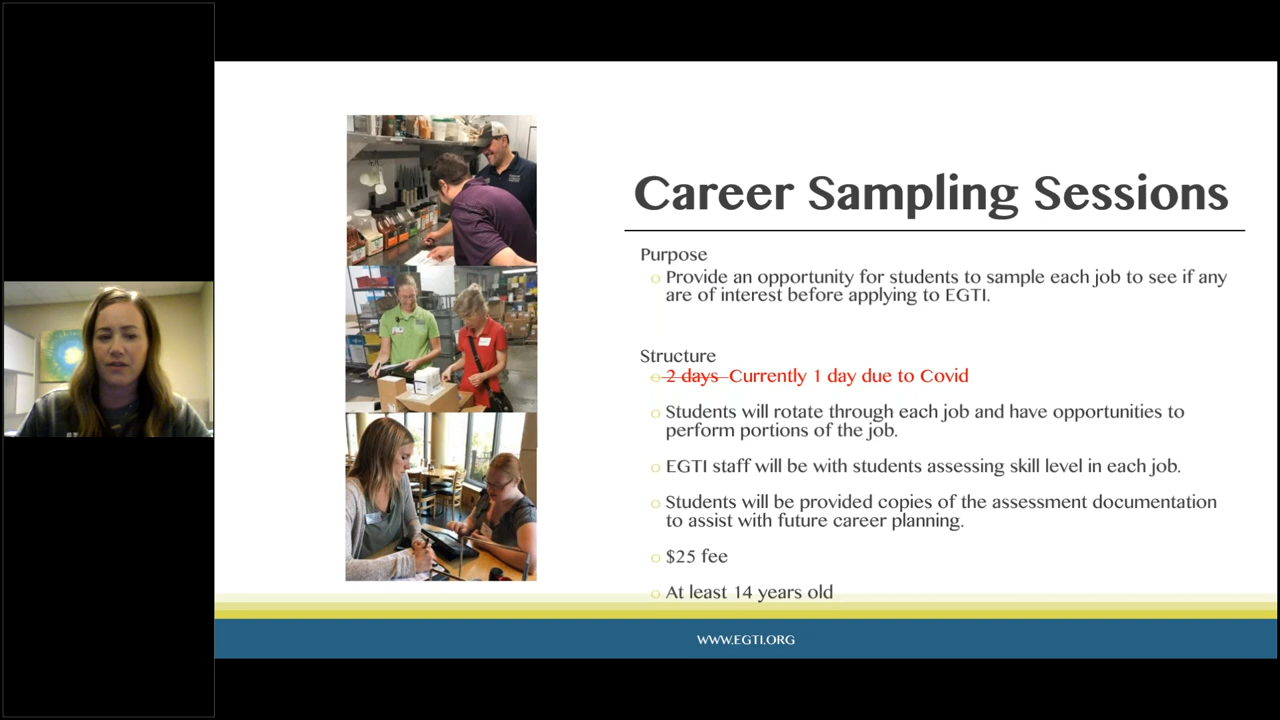 Career Sampling Sessions
Purpose
Provide an opportunity for students to sample each job to see if any
are of interest before applying to EGTI.
Structure
2 days Currently 1 day due to Covid
Students will rotate through each job and have opportunities to
perform portions of the job.
EGTI staff will be with students assessing skill level in each job.
Students will be provided copies of the assessment documentation
to assist with future career planning.
$25 fee
At least 14 years old
WWW.EGTI.ORG